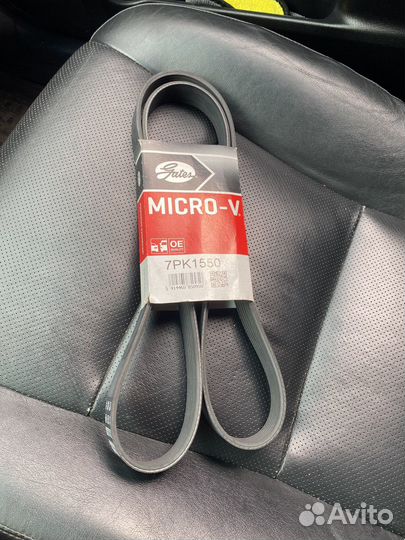 Gates
MICRO-V
OE
7PK1550
Avito